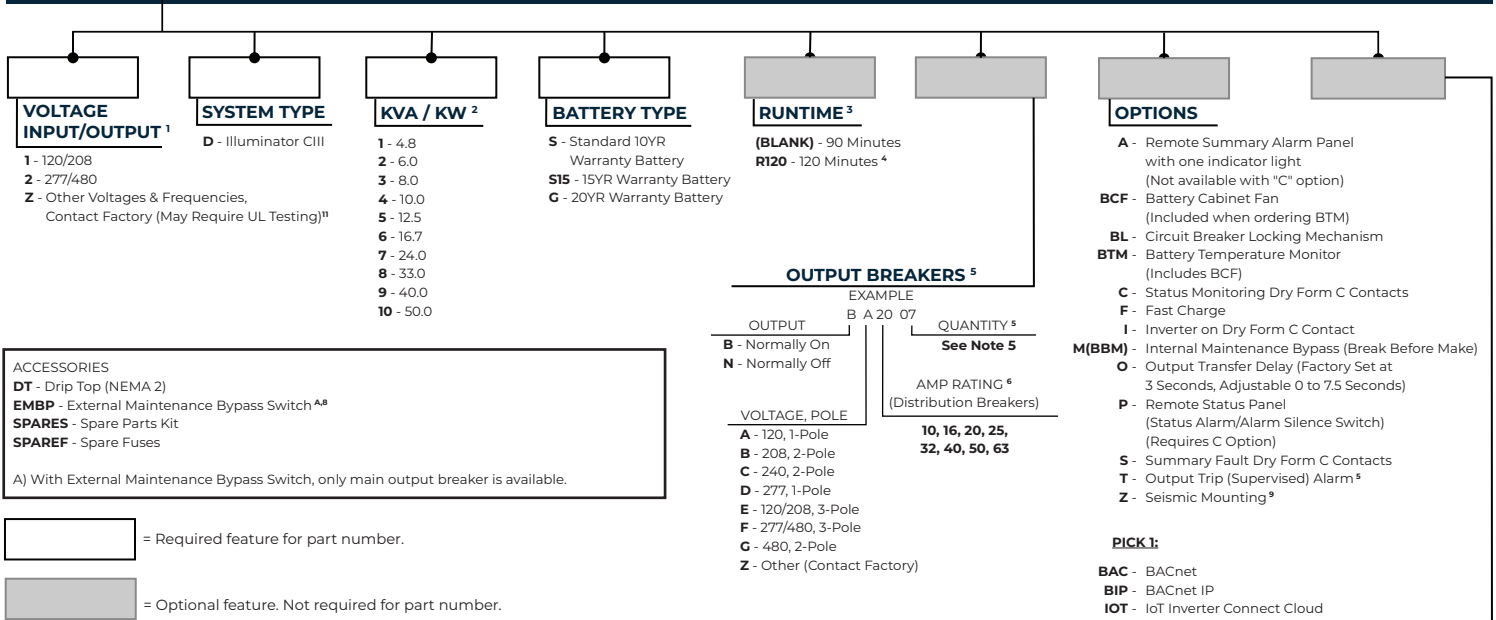 VOLTAGE
INPUT/OUTPUT ¹
1 - 120/208
2 - 277/480
Z - Other Voltages & Frequencies,
Contact Factory (May Require UL Testing)¹¹
SYSTEM TYPE
D - Illuminator CIII
KVA / KW ²
1 - 4.8
2 - 6.0
3 - 8.0
4 - 10.0
5 - 12.5
6 - 16.7
7 - 24.0
8 - 33.0
9 - 40.0
10 - 50.0
BATTERY TYPE
S - Standard 10YR
Warranty Battery
S15 - 15YR Warranty Battery
G - 20YR Warranty Battery
RUNTIME ³
(BLANK) - 90 Minutes
R120 - 120 Minutes ⁴
OUTPUT BREAKERS ⁵
EXAMPLE
B A 20 07
OUTPUT
B - Normally On
N - Normally Off
QUANTITY ⁵
See Note 5
AMP RATING ⁶
(Distribution Breakers)
10, 16, 20, 25,
32, 40, 50, 63
VOLTAGE, POLE
A - 120, 1-Pole
B - 208, 2-Pole
C - 240, 2-Pole
D - 277, 1-Pole
E - 120/208, 3-Pole
F - 277/480, 3-Pole
G - 480, 2-Pole
Z - Other (Contact Factory)
OPTIONS
A - Remote Summary Alarm Panel
with one indicator light
(Not available with "C" option)
BCF - Battery Cabinet Fan
(Included when ordering BTM)
BL - Circuit Breaker Locking Mechanism
BTM - Battery Temperature Monitor
(Includes BCF)
C - Status Monitoring Dry Form C Contacts
F - Fast Charge
I - Inverter on Dry Form C Contact
M(BBM) - Internal Maintenance Bypass (Break Before Make)
O - Output Transfer Delay (Factory Set at
3 Seconds, Adjustable 0 to 7.5 Seconds)
P - Remote Status Panel
(Status Alarm/Alarm Silence Switch)
(Requires C Option)
S - Summary Fault Dry Form C Contacts
T - Output Trip (Supervised) Alarm ⁵
Z - Seismic Mounting ⁹
PICK 1:
BAC - BACnet
BIP - BACnet IP
IOT - IoT Inverter Connect Cloud
ACCESSORIES
DT - Drip Top (NEMA 2)
EMBP - External Maintenance Bypass Switch ᴬ,⁸
SPARES - Spare Parts Kit
SPAREF - Spare Fuses
A) With External Maintenance Bypass Switch, only main output breaker is available.
= Required feature for part number.
= Optional feature. Not required for part number.